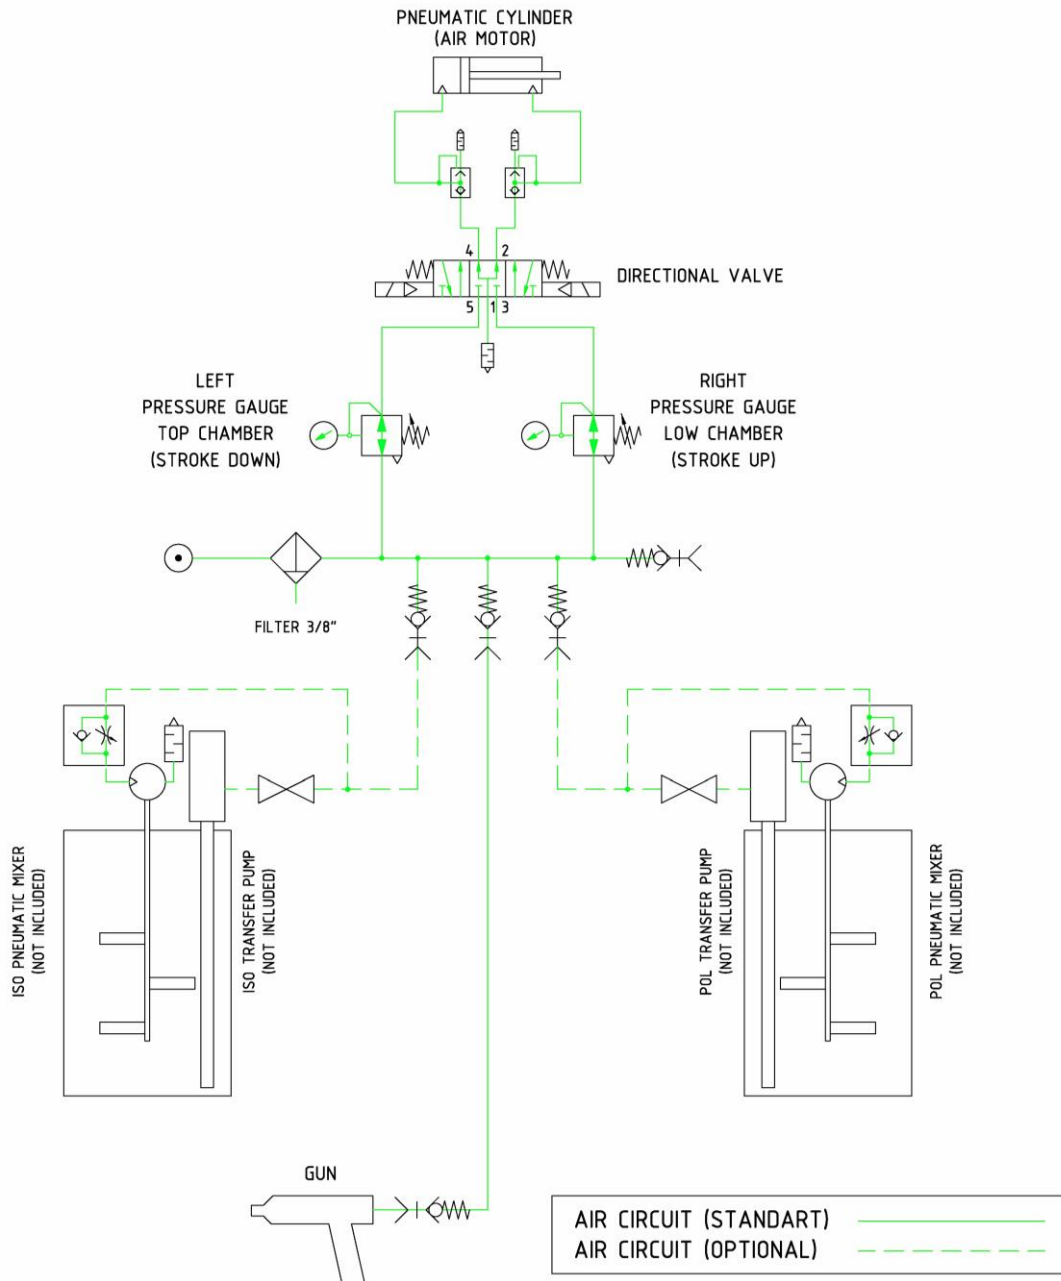 PNEUMATIC CYLINDER
(AIR MOTOR)
4 2
DIRECTIONAL VALVE
5 1 3
LEFT
PRESSURE GAUGE
TOP CHAMBER
(STROKE DOWN)
RIGHT
PRESSURE GAUGE
LOW CHAMBER
(STROKE UP)
FILTER 3/8"
ISO PNEUMATIC MIXER
(NOT INCLUDED)
ISO TRANSFER PUMP
(NOT INCLUDED)
POL TRANSFER PUMP
(NOT INCLUDED)
POL PNEUMATIC MIXER
(NOT INCLUDED)
GUN
AIR CIRCUIT (STANDART)
AIR CIRCUIT (OPTIONAL)